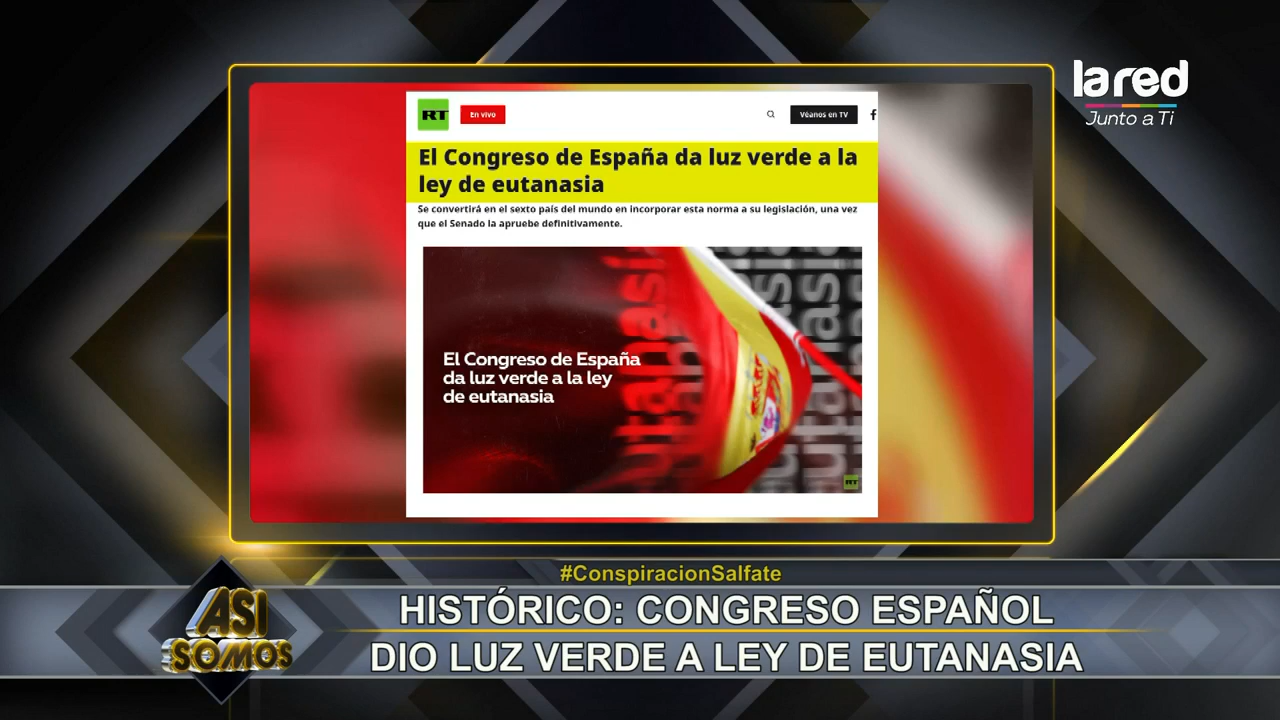 la red
Junto a Ti
RT
En vivo
Véanos en TV
El Congreso de España da luz verde a la
ley de eutanasia
Se convertirá en el sexto país del mundo en incorporar esta norma a su legislación, una vez
que el Senado la apruebe definitivamente.
El Congreso de España
da luz verde a la ley
de eutanasia
RT
#ConspiracionSalfate
ASI
SOMOS
HISTÓRICO: CONGRESO ESPAÑOL
DIO LUZ VERDE A LEY DE EUTANASIA